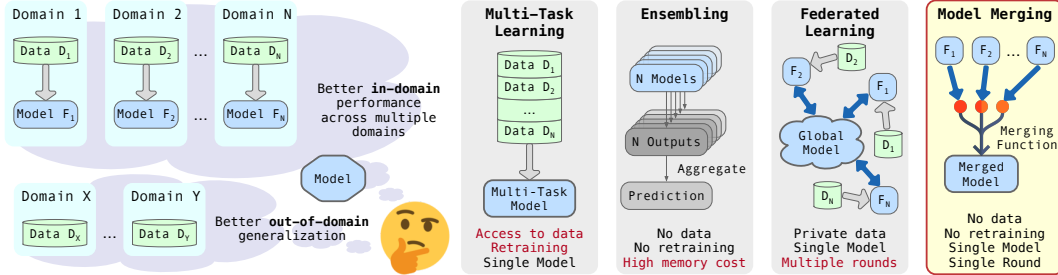 Domain 1
Domain 2
Domain N
Data D1
Data D2
...
Data DN
Model F1
Model F2
...
Model FN
Better in-domain
performance
across multiple
domains
Model
Domain X
Domain Y
Data DX
...
Data DY
Better out-of-domain
generalization
Multi-Task
Learning
Data D1
Data D2
...
Data DN
Multi-Task
Model
Access to data
Retraining
Single Model
Ensembling
N Models
N Outputs
Aggregate
Prediction
No data
No retraining
High memory cost
Federated
Learning
D2
F2
F1
Global
Model
D1
DN
FN
Private data
Single Model
Multiple rounds
Model Merging
F1
F2
...
FN
Merging
Function
Merged
Model
No data
No retraining
Single Model
Single Round